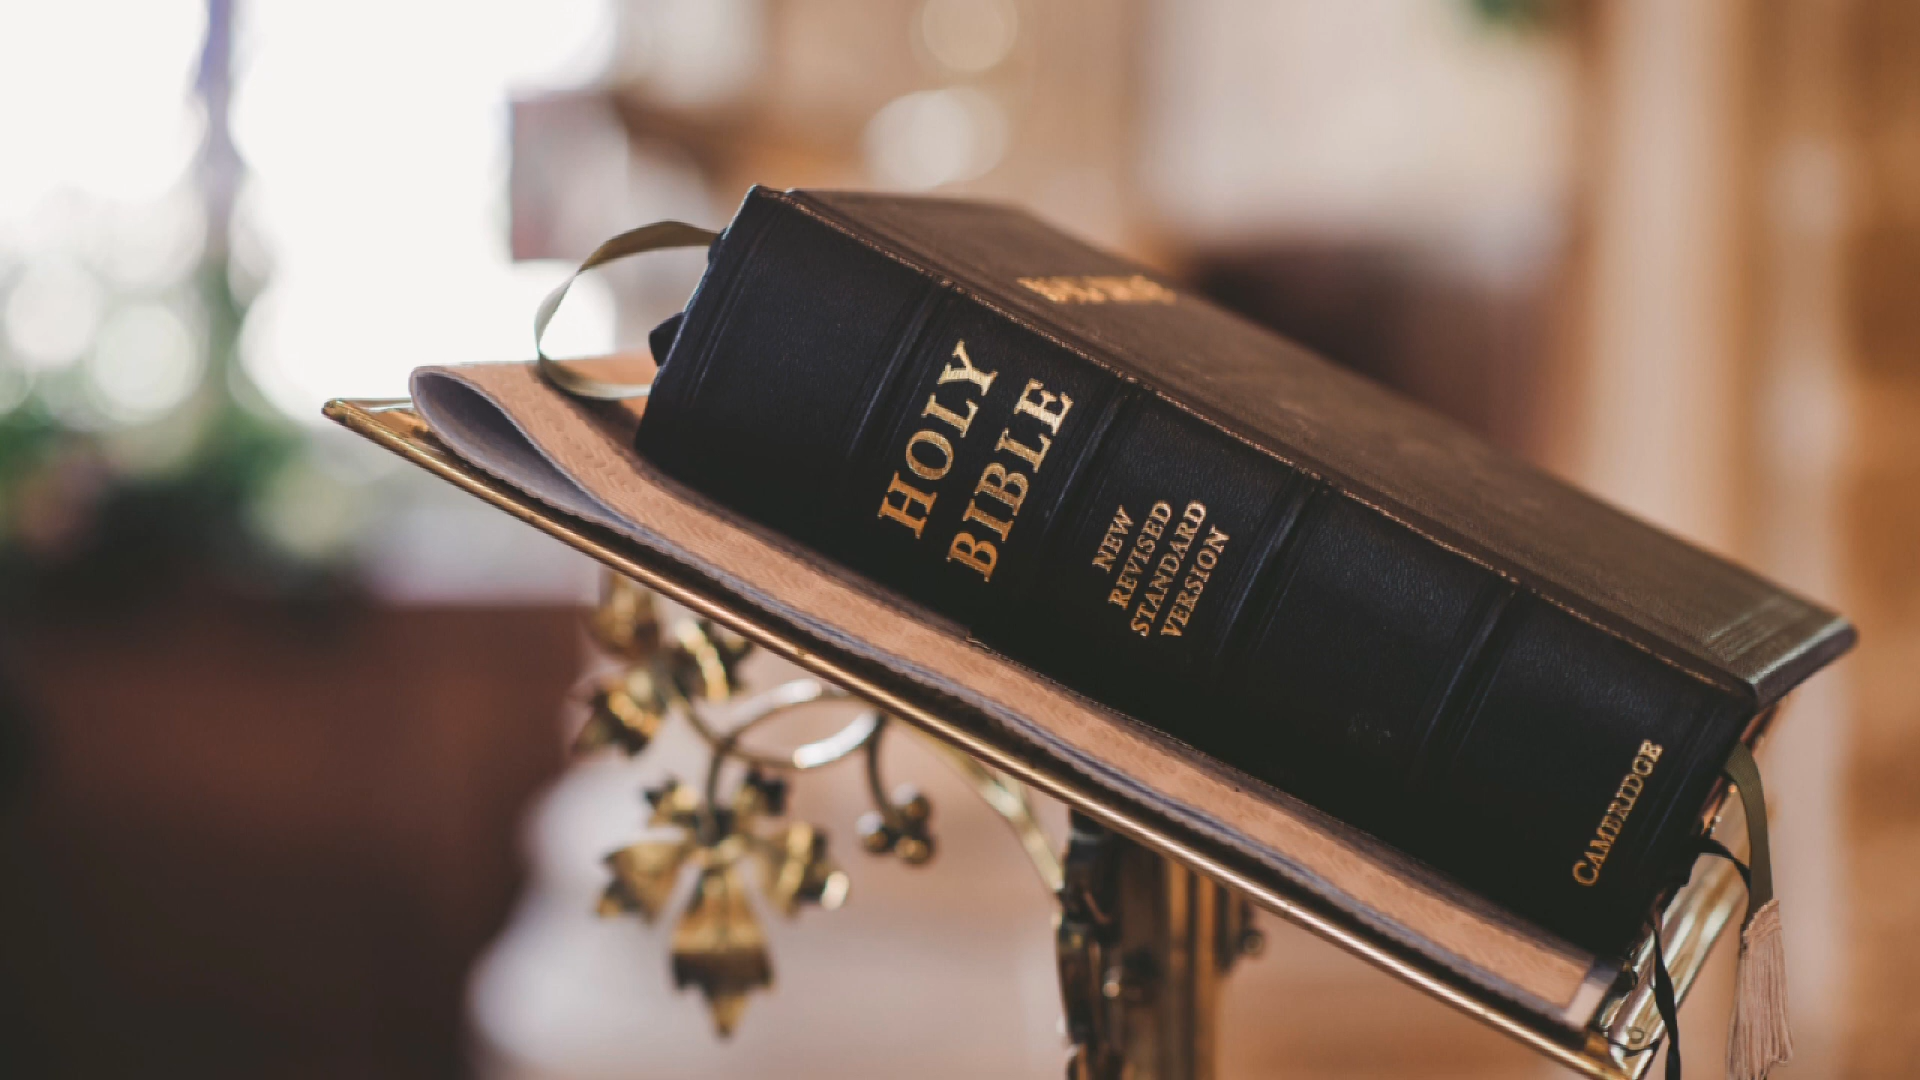 HOLY
BIBLE
NEW
REVISED
STANDARD
VERSION
CAMBRIDGE